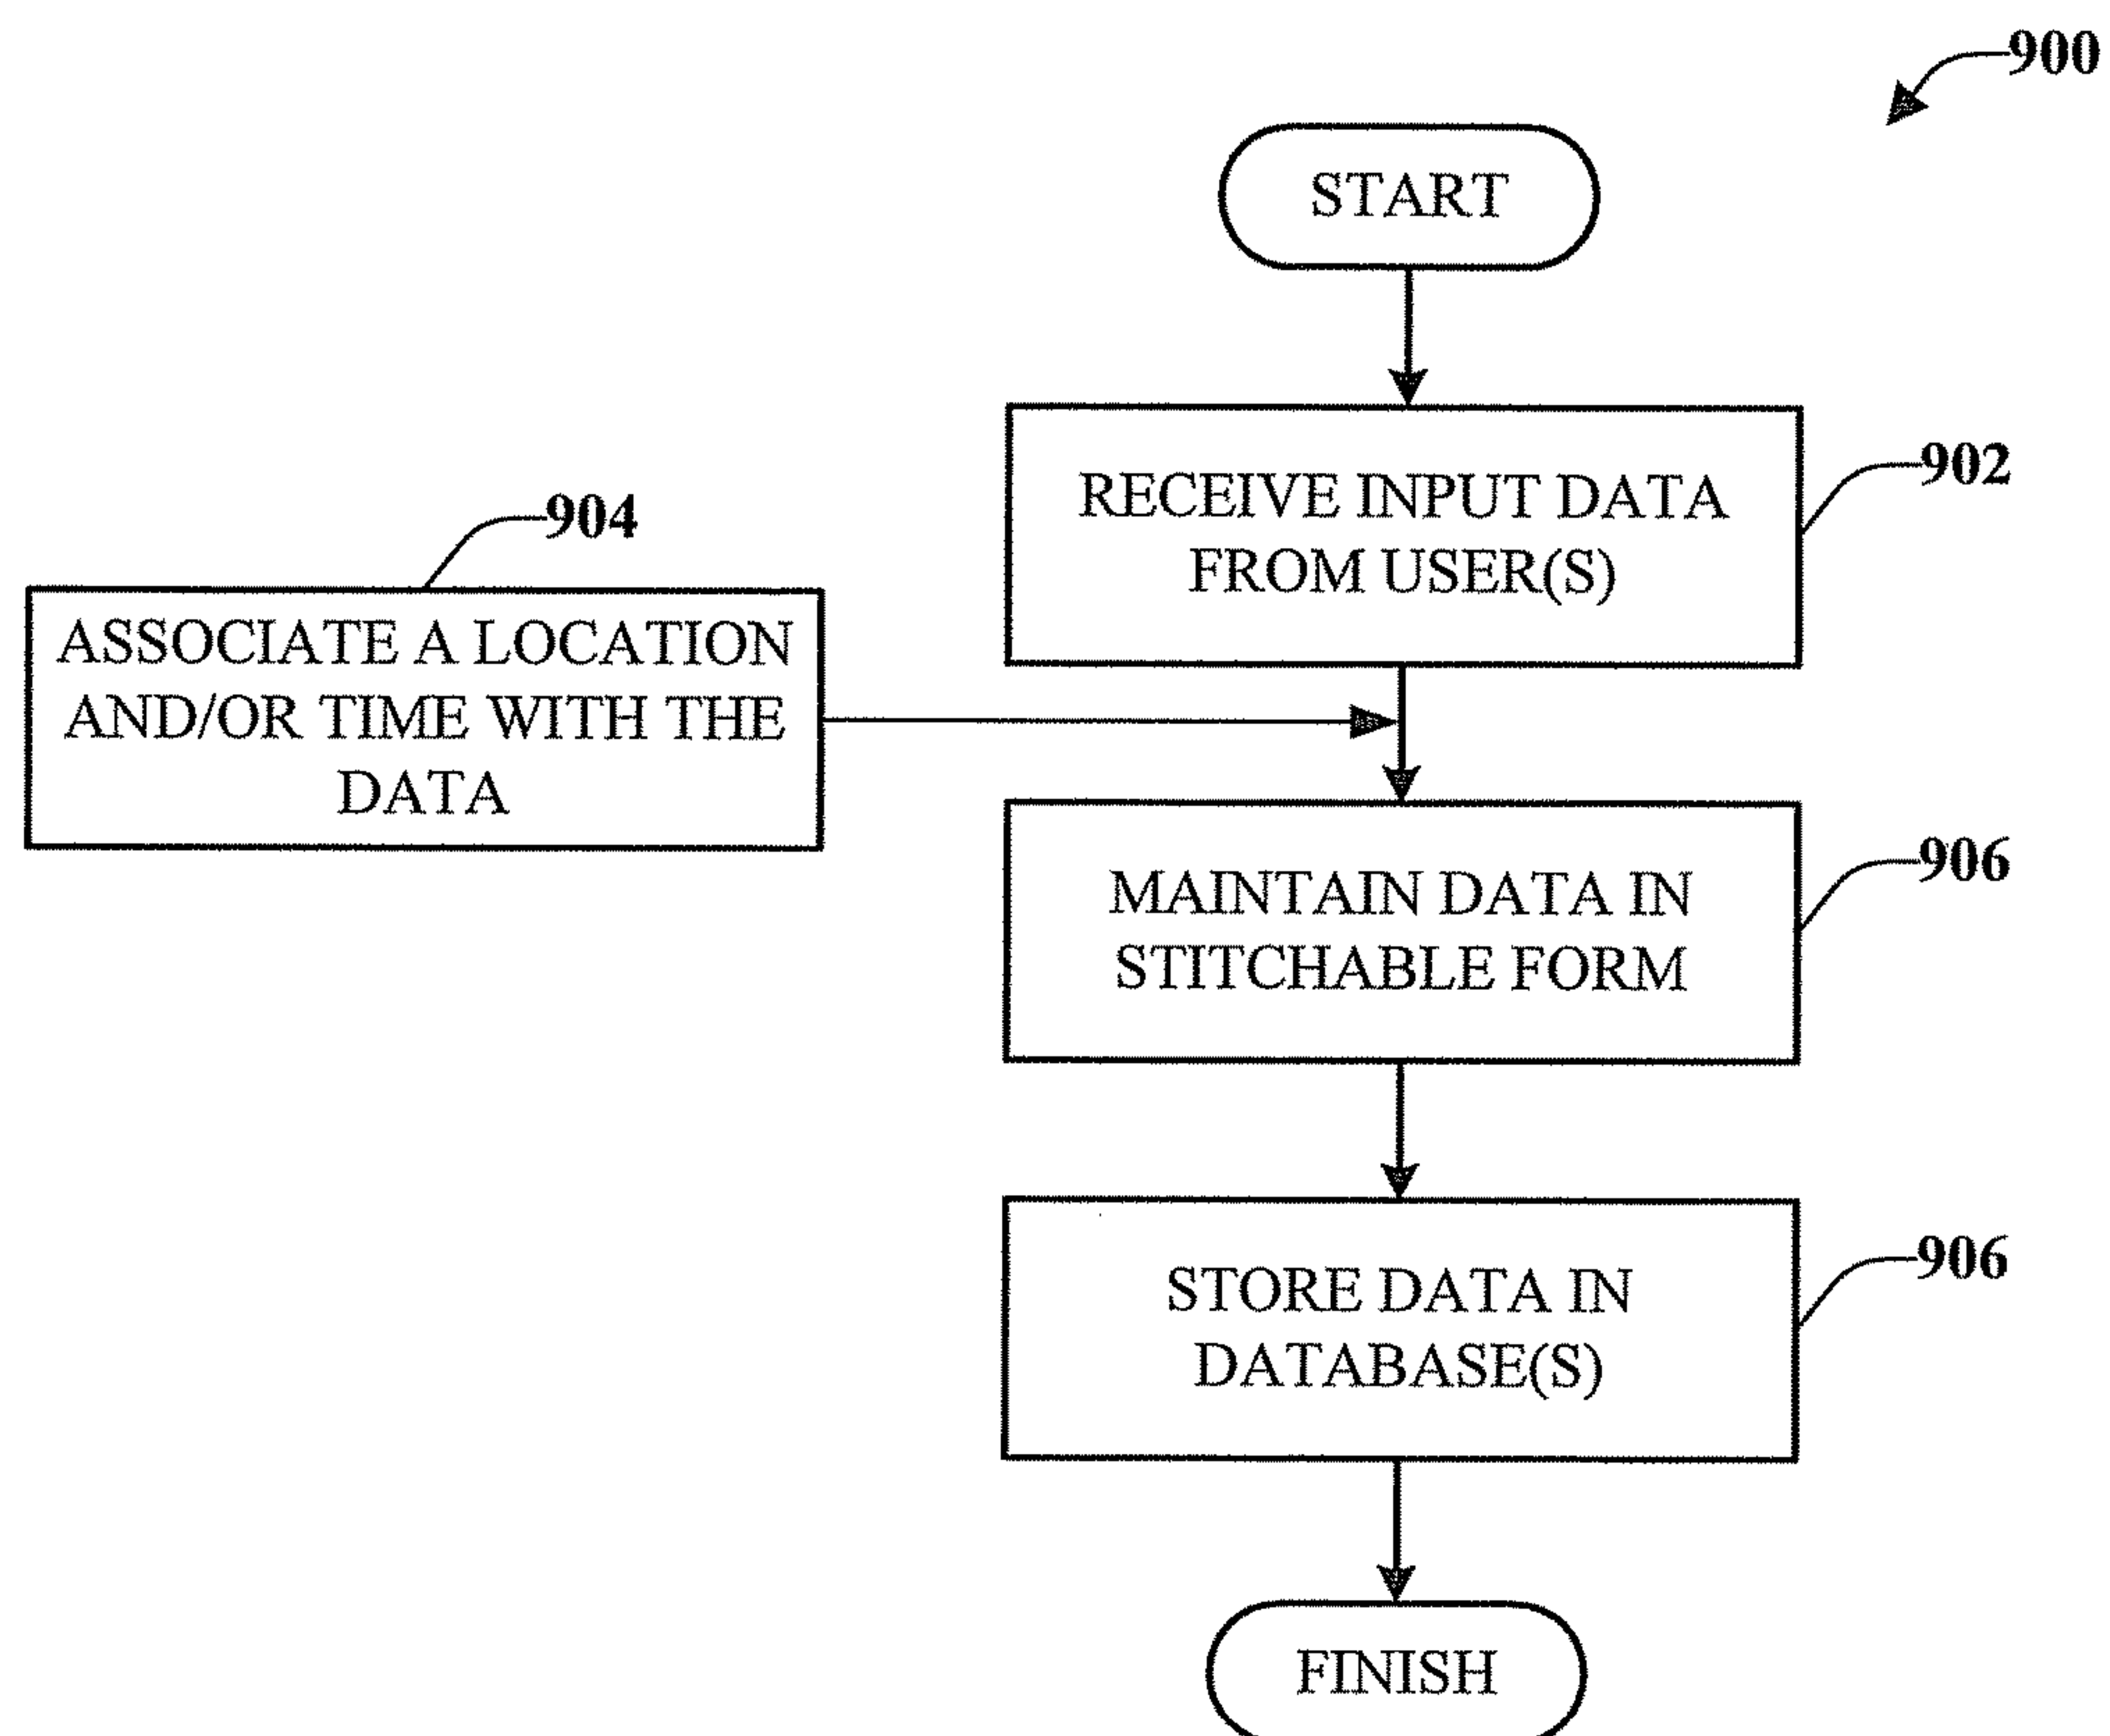 900
START
RECEIVE INPUT DATA
FROM USER(S)
902
904
ASSOCIATE A LOCATION
AND/OR TIME WITH THE
DATA
MAINTAIN DATA IN
STITCHABLE FORM
906
STORE DATA IN
DATABASE(S)
906
FINISH